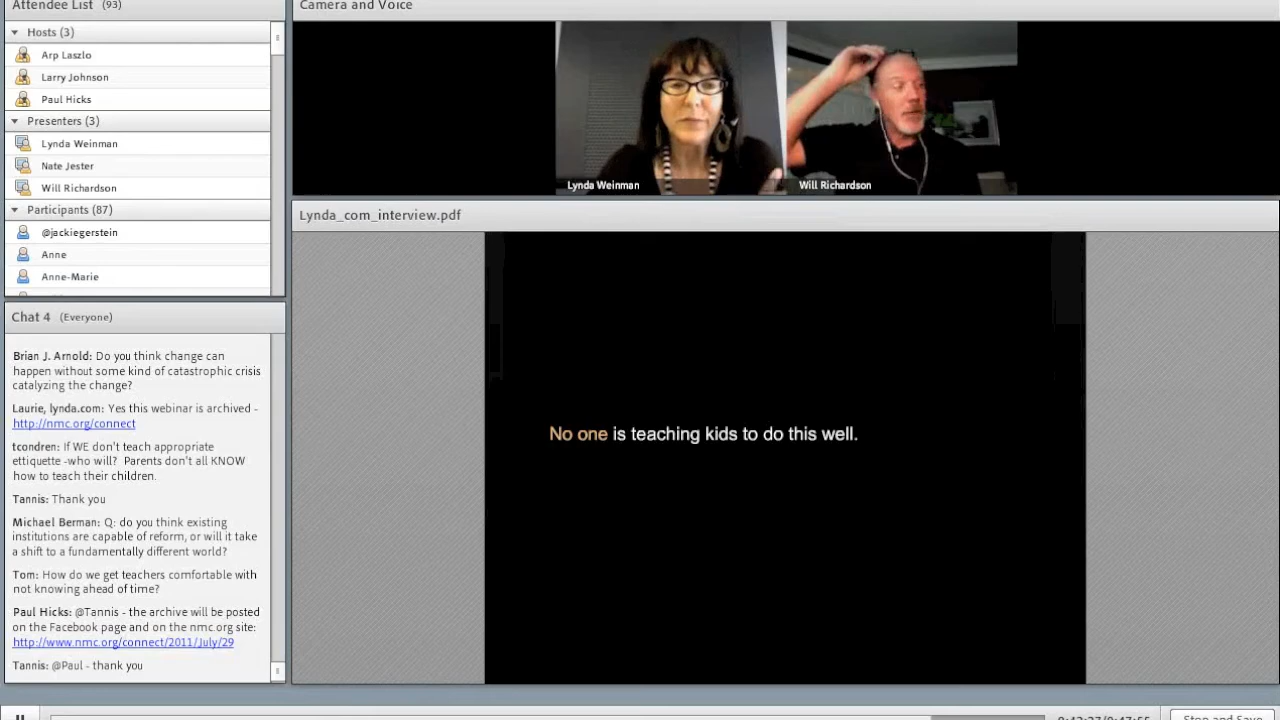 Attendee List (93)
Hosts (3)
Arp Laszlo
Larry Johnson
Paul Hicks
Presenters (3)
Lynda Weinman
Nate Jester
Will Richardson
Participants (87)
@jackiegerstein
Anne
Anne-Marie
Chat 4 (Everyone)
Brian J. Arnold: Do you think change can
happen without some kind of catastrophic crisis
catalyzing the change?
Laurie, lynda.com: Yes this webinar is archived -
http://nmc.org/connect
tcondren: If WE don't teach appropriate
ettiquette -who will? Parents don't all KNOW
how to teach their children.
Tannis: Thank you
Michael Berman: Q: do you think existing
institutions are capable of reform, or will it take
a shift to a fundamentally different world?
Tom: How do we get teachers comfortable with
not knowing ahead of time?
Paul Hicks: @Tannis - the archive will be posted
on the Facebook page and on the nmc.org site:
http://www.nmc.org/connect/2011/July/29
Tannis: @Paul - thank you
Camera and Voice
Lynda Weinman
Will Richardson
Lynda_com_interview.pdf
No one is teaching kids to do this well.
Stop and Save